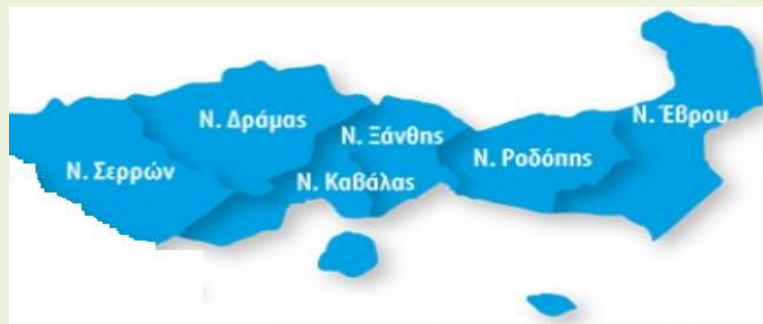 Ν. Έβρου
Ν. Δράμας
Ν. Ξάνθης
Ν. Ροδόπης
Ν. Σερρών
Ν. Καβάλας